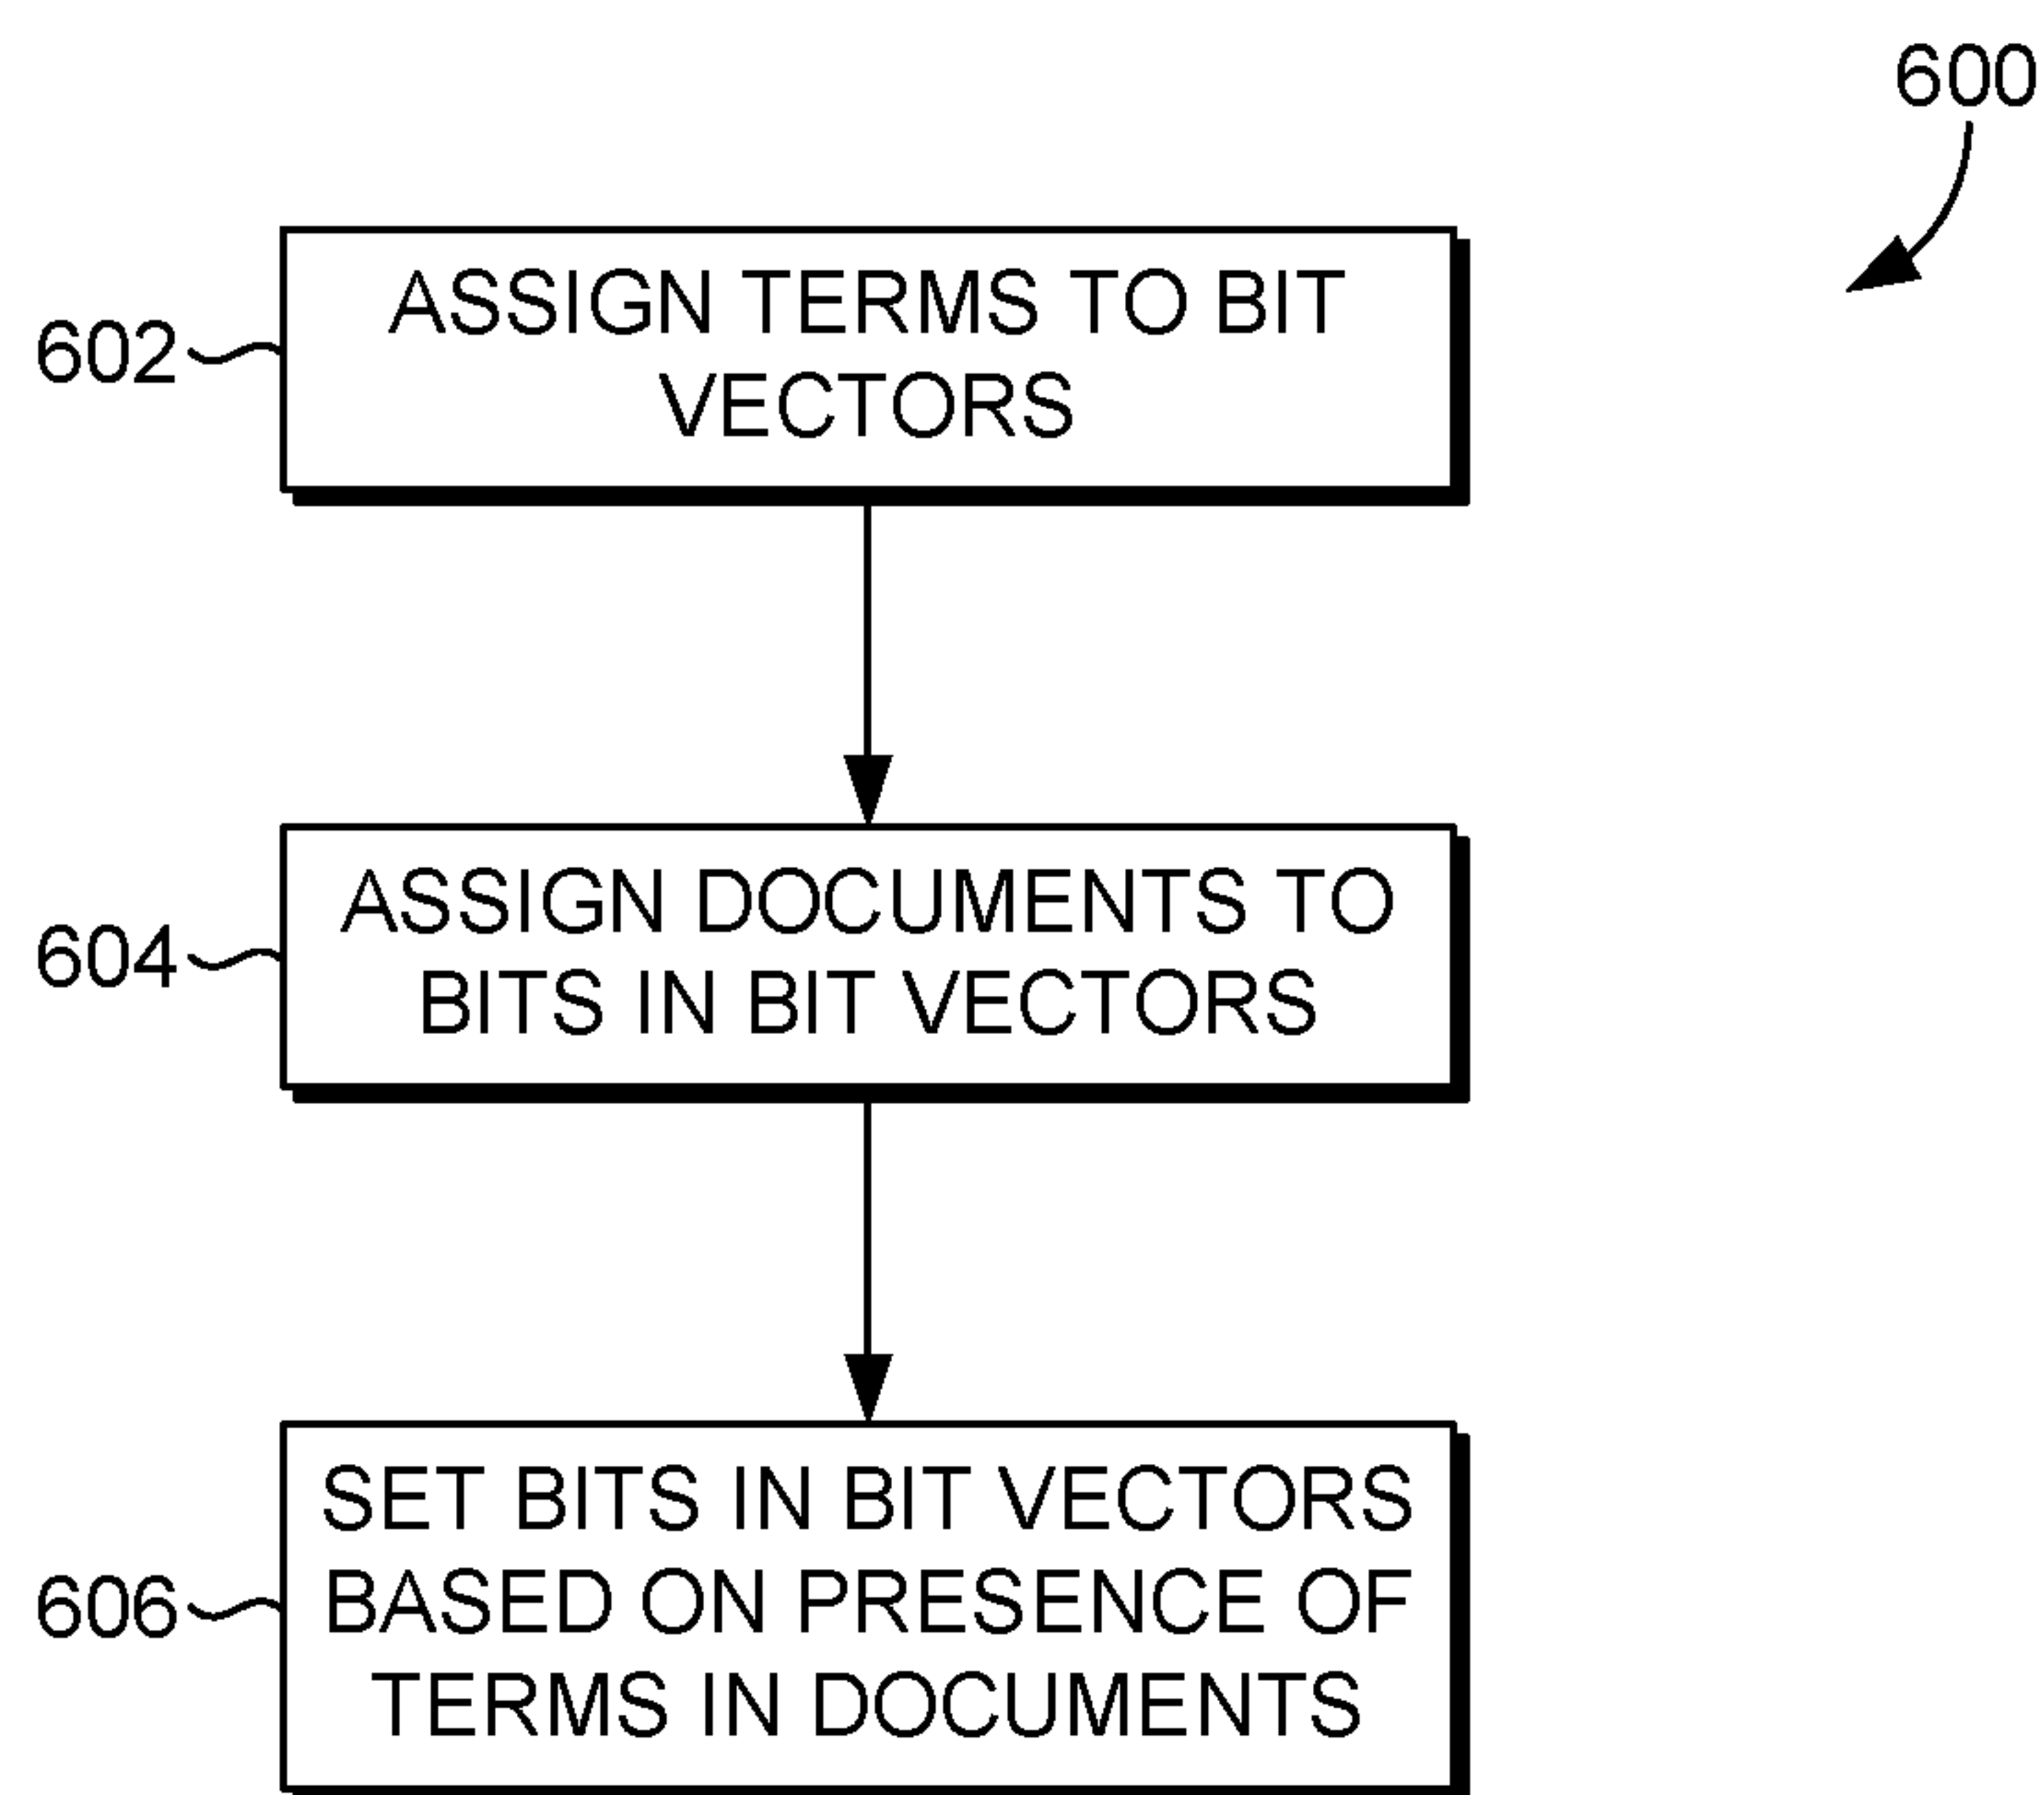 600
602
ASSIGN TERMS TO BIT
VECTORS
604
ASSIGN DOCUMENTS TO
BITS IN BIT VECTORS
606
SET BITS IN BIT VECTORS
BASED ON PRESENCE OF
TERMS IN DOCUMENTS